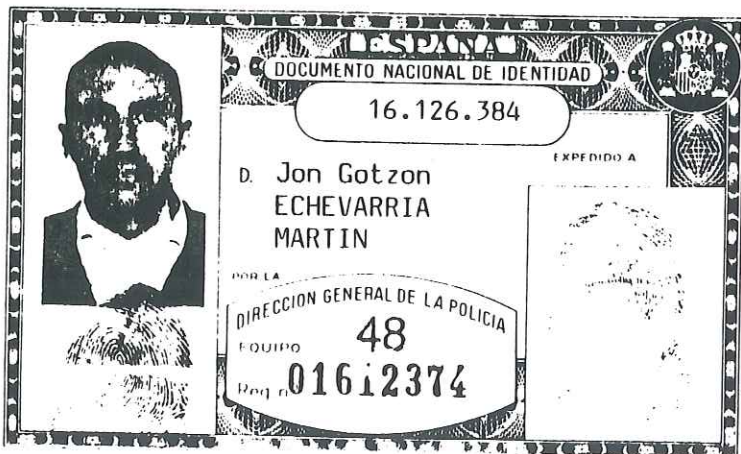 ESPAÑA
DOCUMENTO NACIONAL DE IDENTIDAD
16.126.384
EXPEDIDO A
D. Jon Gotzon
ECHEVARRIA
MARTIN
POR LA
DIRECCION GENERAL DE LA POLICIA
EQUIPO 48
Reg. n 01612374